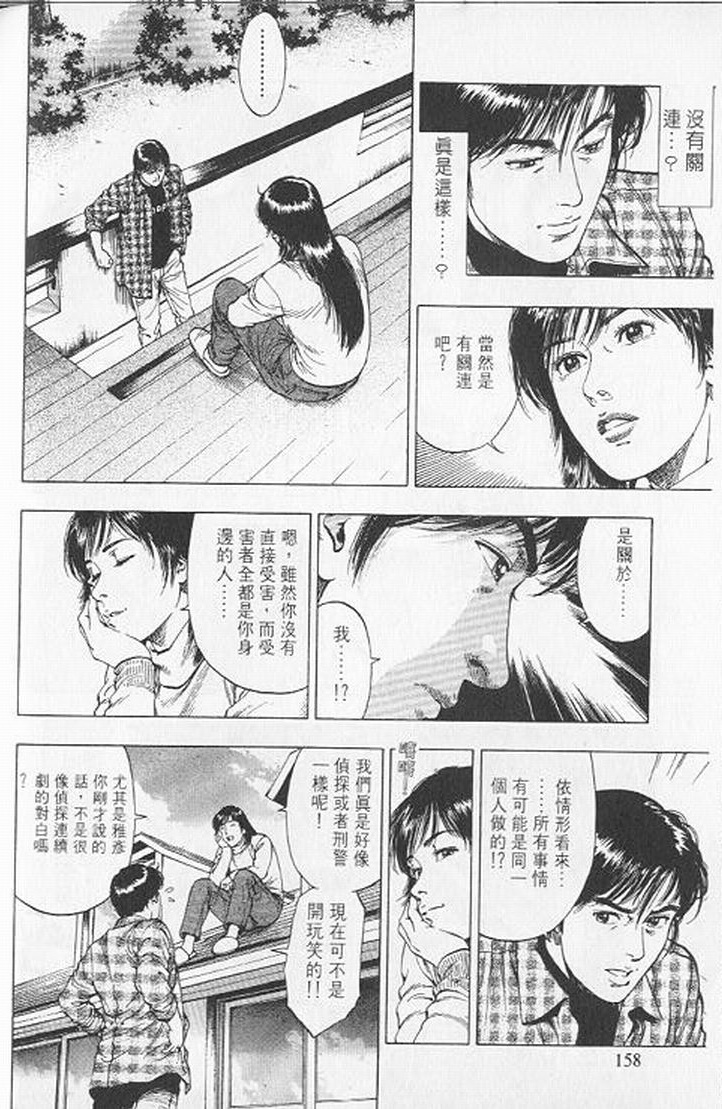 沒有關
連…？
眞是這樣……？
當然是
有關連
吧？
………
是關於……
我……!?
嗯，雖然你沒有
直接受害，而受
害者全都是你身
邊的人……
依情形看來…
……所有事情
有可能是同一
個人做的!?
我們眞是好像
偵探或者刑警
一樣呢！
現在可不是
開玩笑的!!
尤其是雅彥
你剛才說的
話，不是很
像偵探連續
劇的對白嗎
？
158